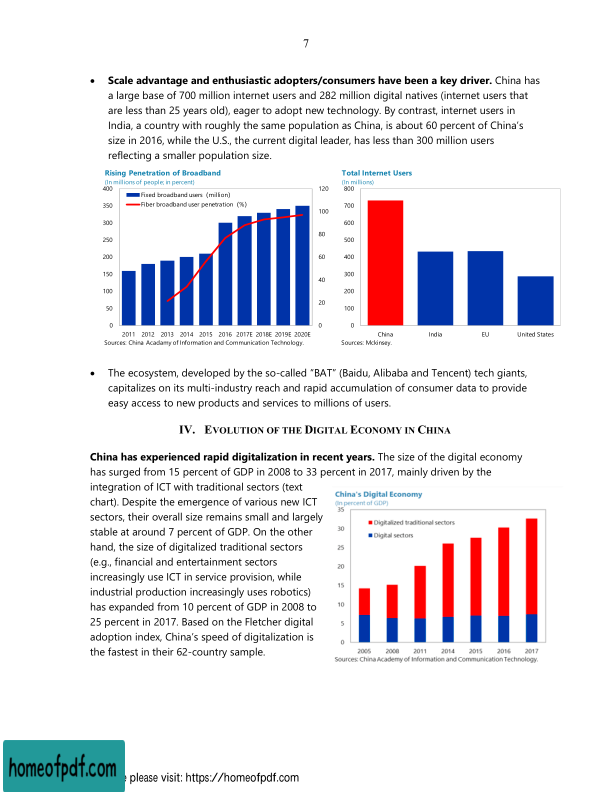 7
• Scale advantage and enthusiastic adopters/consumers have been a key driver. China has
a large base of 700 million internet users and 282 million digital natives (internet users that
are less than 25 years old), eager to adopt new technology. By contrast, internet users in
India, a country with roughly the same population as China, is about 60 percent of China's
size in 2016, while the U.S., the current digital leader, has less than 300 million users
reflecting a smaller population size.
Rising Penetration of Broadband
(In millions of people; in percent)
400
350
300
250
200
150
100
50
0
Fixed broadband users (million)
Fiber broadband user penetration (%)
120
100
80
60
40
20
0
2011 2012 2013 2014 2015 2016 2017E 2018E 2019E 2020E
Sources: China Acadamy of Information and Communication Technology.
Total Internet Users
(In millions)
800
700
600
500
400
300
200
100
0
China India EU United States
Sources: Mckinsey.
• The ecosystem, developed by the so-called “BAT” (Baidu, Alibaba and Tencent) tech giants,
capitalizes on its multi-industry reach and rapid accumulation of consumer data to provide
easy access to new products and services to millions of users.
IV. EVOLUTION OF THE DIGITAL ECONOMY IN CHINA
China has experienced rapid digitalization in recent years. The size of the digital economy
has surged from 15 percent of GDP in 2008 to 33 percent in 2017, mainly driven by the
integration of ICT with traditional sectors (text
chart). Despite the emergence of various new ICT
sectors, their overall size remains small and largely
stable at around 7 percent of GDP. On the other
hand, the size of digitalized traditional sectors
(e.g., financial and entertainment sectors
increasingly use ICT in service provision, while
industrial production increasingly uses robotics)
has expanded from 10 percent of GDP in 2008 to
25 percent in 2017. Based on the Fletcher digital
adoption index, China's speed of digitalization is
the fastest in their 62-country sample.
China's Digital Economy
(In percent of GDP)
35
30
25
20
15
10
5
0
Digitalized traditional sectors
Digital sectors
2005 2008 2011 2014 2015 2016 2017
Sources: China Academy of Information and Communication Technology.
homeofpdf.com
please visit: https://homeofpdf.com